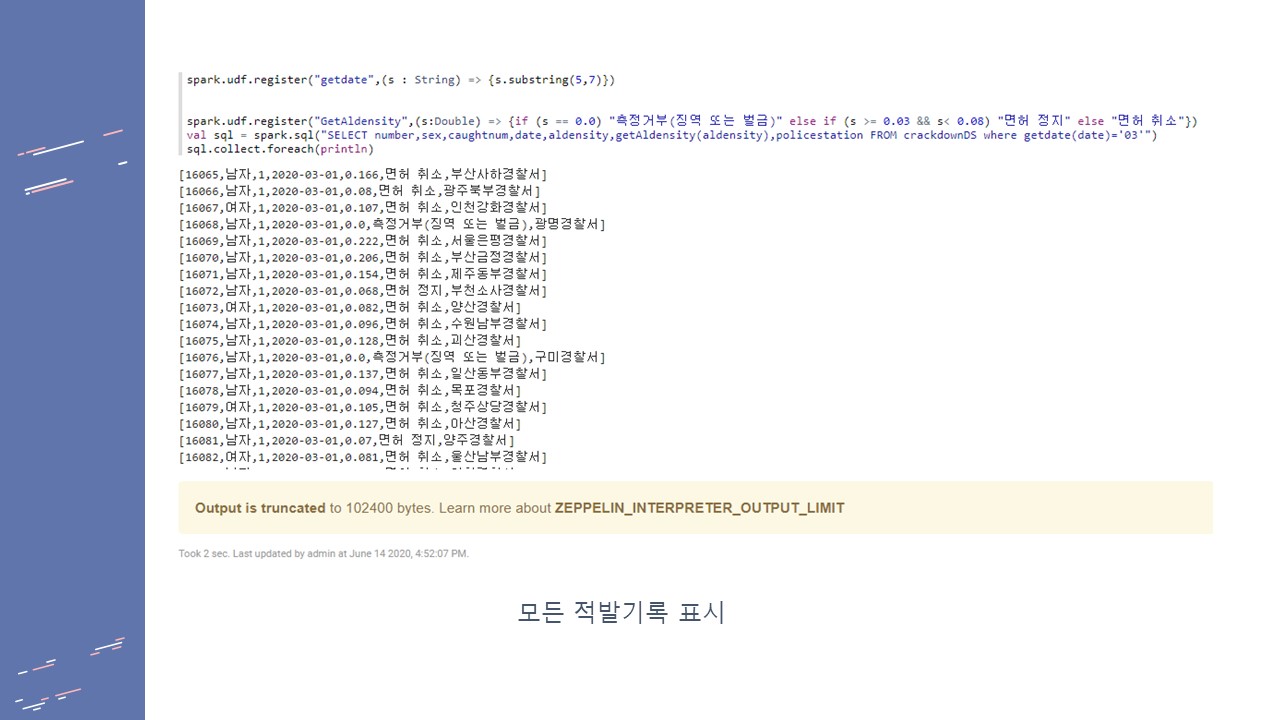 spark.udf.register("getdate",(s : String) => {s.substring(5,7)})
spark.udf.register("GetAldensity",(s:Double) => {if (s == 0.0) "측정거부(징역 또는 벌금)" else if (s >= 0.03 && s< 0.08) "면허 정지" else "면허 취소"})
val sql = spark.sql("SELECT number,sex,caughtnum,date,aldensity,getAldensity(aldensity),policestation FROM crackdownDS where getdate(date)='03'")
sql.collect.foreach(println)
[16065,남자,1,2020-03-01,0.166,면허 취소,부산사하경찰서]
[16066,남자,1,2020-03-01,0.08,면허 취소,광주북부경찰서]
[16067,여자,1,2020-03-01,0.107,면허 취소,인천강화경찰서]
[16068,남자,1,2020-03-01,0.0,측정거부(징역 또는 벌금),광명경찰서]
[16069,남자,1,2020-03-01,0.222,면허 취소,서울은평경찰서]
[16070,남자,1,2020-03-01,0.206,면허 취소,부산금정경찰서]
[16071,남자,1,2020-03-01,0.154,면허 취소,제주동부경찰서]
[16072,남자,1,2020-03-01,0.068,면허 정지,부천소사경찰서]
[16073,여자,1,2020-03-01,0.082,면허 취소,양산경찰서]
[16074,남자,1,2020-03-01,0.096,면허 취소,수원남부경찰서]
[16075,남자,1,2020-03-01,0.128,면허 취소,괴산경찰서]
[16076,남자,1,2020-03-01,0.0,측정거부(징역 또는 벌금),구미경찰서]
[16077,남자,1,2020-03-01,0.137,면허 취소,일산동부경찰서]
[16078,남자,1,2020-03-01,0.094,면허 취소,목포경찰서]
[16079,여자,1,2020-03-01,0.105,면허 취소,청주상당경찰서]
[16080,남자,1,2020-03-01,0.127,면허 취소,마산경찰서]
[16081,남자,1,2020-03-01,0.07,면허 정지,양주경찰서]
[16082,여자,1,2020-03-01,0.081,면허 취소,울산남부경찰서]
Output is truncated to 102400 bytes. Learn more about ZEPPELIN_INTERPRETER_OUTPUT_LIMIT
Took 2 sec. Last updated by admin at June 14 2020, 4:52:07 PM.
모든 적발기록 표시